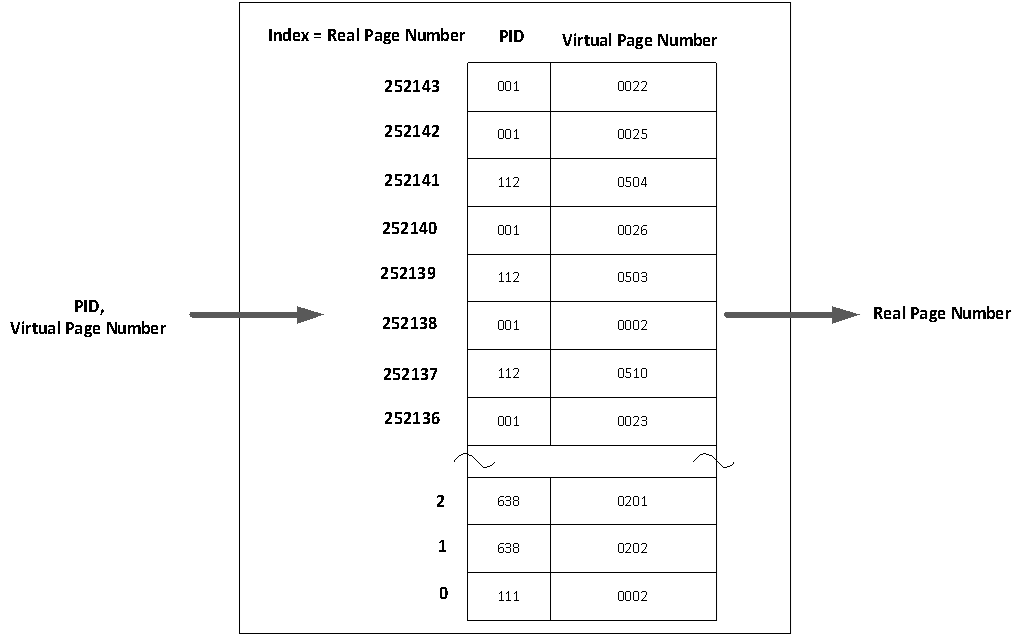 Index = Real Page Number PID Virtual Page Number
252143 001 0022
252142 001 0025
252141 112 0504
252140 001 0026
252139 112 0503
PID,
Virtual Page Number
252138 001 0002
Real Page Number
252137 112 0510
252136 001 0023
2 638 0201
1 638 0202
0 111 0002